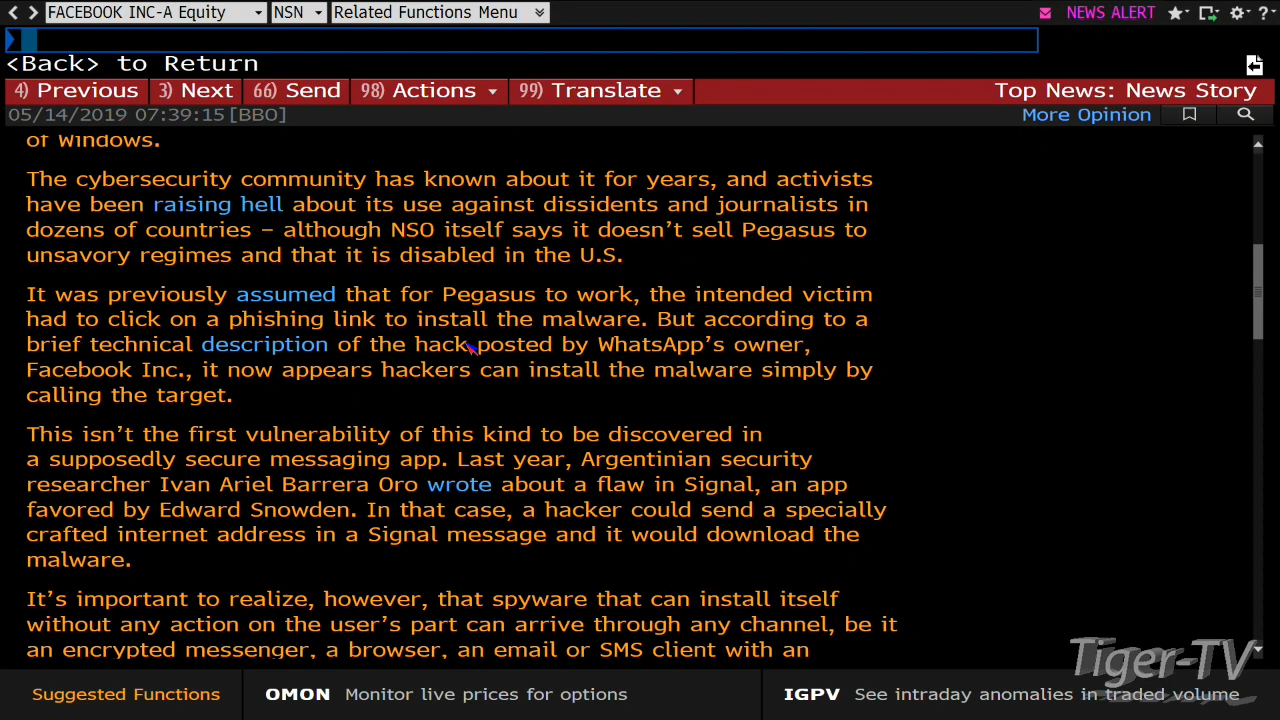 FACEBOOK INC-A Equity NSN Related Functions Menu NEWS ALERT ?
<Back> to Return
4) Previous 3) Next 66) Send 98) Actions 99) Translate Top News: News Story
05/14/2019 07:39:15[BBO] More Opinion
of Windows.
The cybersecurity community has known about it for years, and activists
have been raising hell about its use against dissidents and journalists in
dozens of countries – although NSO itself says it doesn't sell Pegasus to
unsavory regimes and that it is disabled in the U.S.
It was previously assumed that for Pegasus to work, the intended victim
had to click on a phishing link to install the malware. But according to a
brief technical description of the hack posted by WhatsApp's owner,
Facebook Inc., it now appears hackers can install the malware simply by
calling the target.
This isn't the first vulnerability of this kind to be discovered in
a supposedly secure messaging app. Last year, Argentinian security
researcher Ivan Ariel Barrera Oro wrote about a flaw in Signal, an app
favored by Edward Snowden. In that case, a hacker could send a specially
crafted internet address in a Signal message and it would download the
malware.
It's important to realize, however, that spyware that can install itself
without any action on the user's part can arrive through any channel, be it
an encrypted messenger, a browser, an email or SMS client with an
Tiger-TV
Suggested Functions OMON Monitor live prices for options IGPV See intraday anomalies in traded volume